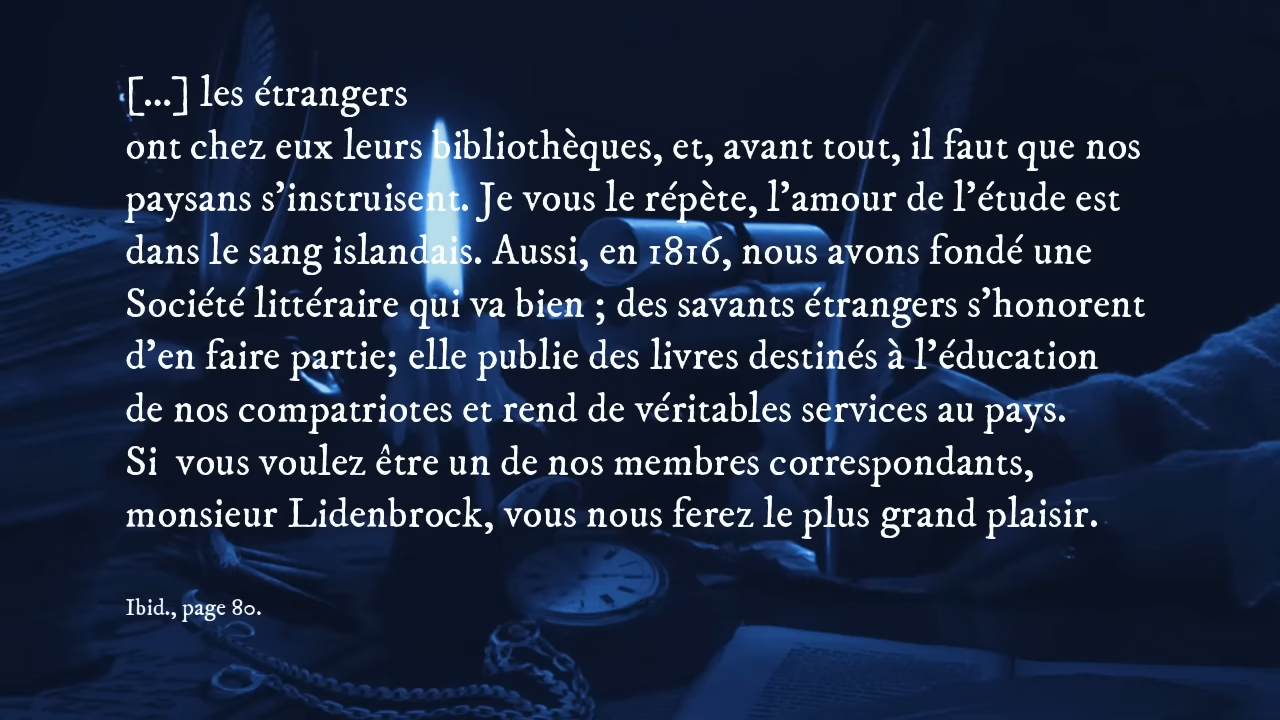 [...] les étrangers
ont chez eux leurs bibliothèques, et, avant tout, il faut que nos
paysans s’instruisent. Je vous le répète, l’amour de l’étude est
dans le sang islandais. Aussi, en 1816, nous avons fondé une
Société littéraire qui va bien ; des savants étrangers s’honorent
d’en faire partie; elle publie des livres destinés à l’éducation
de nos compatriotes et rend de véritables services au pays.
Si  vous voulez être un de nos membres correspondants,
monsieur Lidenbrock, vous nous ferez le plus grand plaisir.
Ibid., page 80.